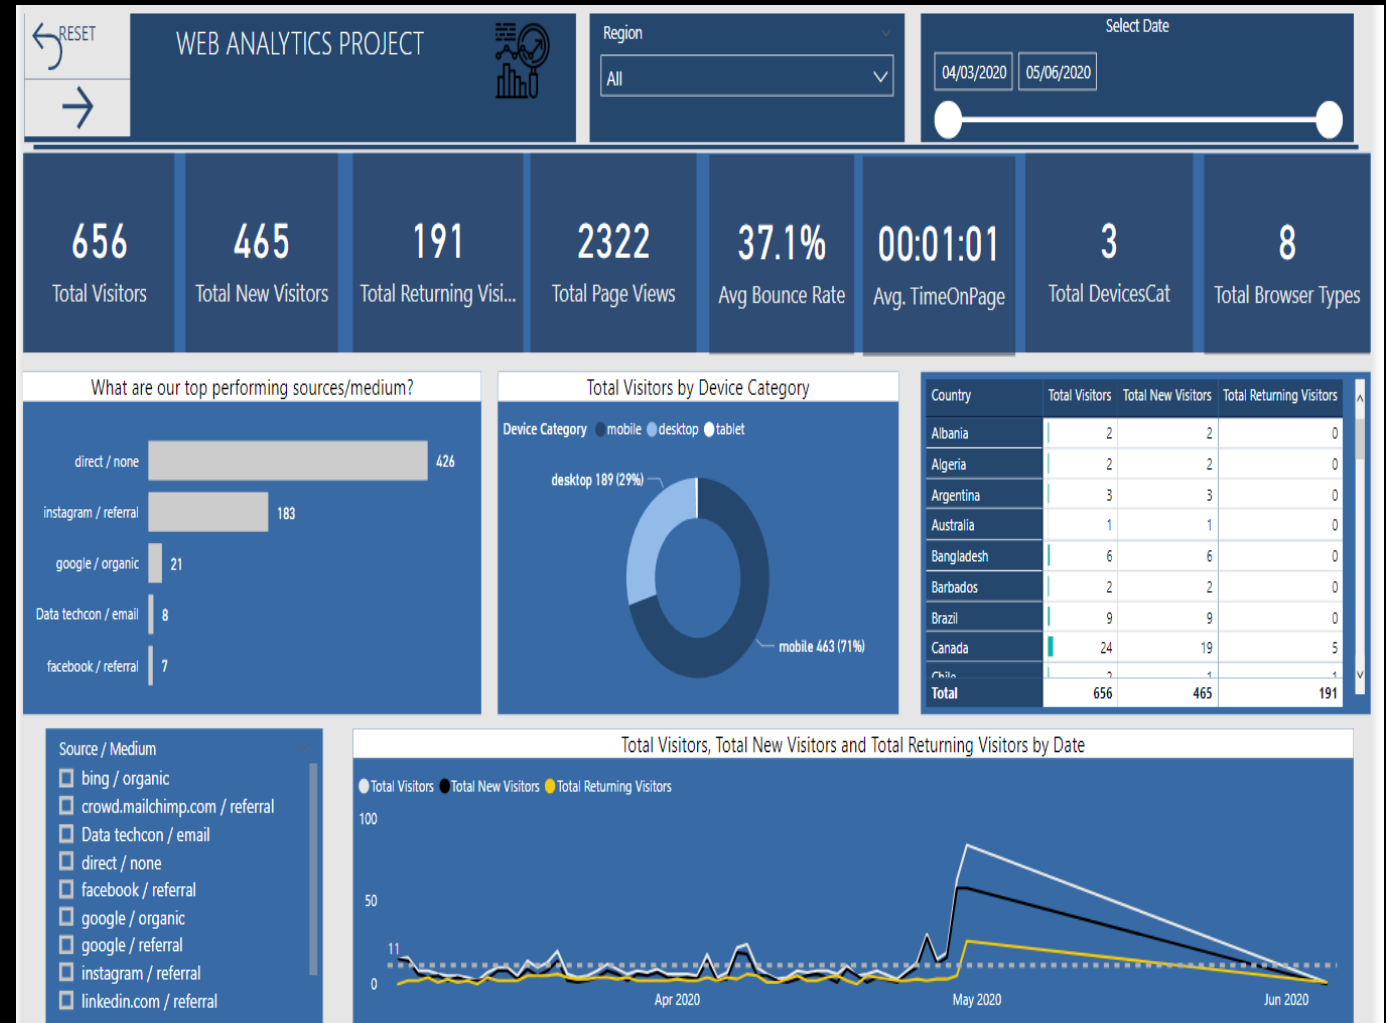 RESET
WEB ANALYTICS PROJECT
Region
All
Select Date
04/03/2020 05/06/2020
656
Total Visitors
465
Total New Visitors
191
Total Returning Visi...
2322
Total Page Views
37.1%
Avg Bounce Rate
00:01:01
Avg. TimeOnPage
3
Total DevicesCat
8
Total Browser Types
What are our top performing sources/medium?
direct / none 426
instagram / referral 183
google / organic 21
Data techcon / email 8
facebook / referral 7
Total Visitors by Device Category
Device Category mobile desktop tablet
desktop 189 (29%)
mobile 463 (71%)
Country Total Visitors Total New Visitors Total Returning Visitors
Albania 2 2 0
Algeria 2 2 0
Argentina 3 3 0
Australia 1 1 0
Bangladesh 6 6 0
Barbados 2 2 0
Brazil 9 9 0
Canada 24 19 5
Chile 2 1 1
Total 656 465 191
Source / Medium
bing / organic
crowd.mailchimp.com / referral
Data techcon / email
direct / none
facebook / referral
google / organic
google / referral
instagram / referral
linkedin.com / referral
Total Visitors, Total New Visitors and Total Returning Visitors by Date
Total Visitors Total New Visitors Total Returning Visitors
100
50
11
0
Apr 2020 May 2020 Jun 2020